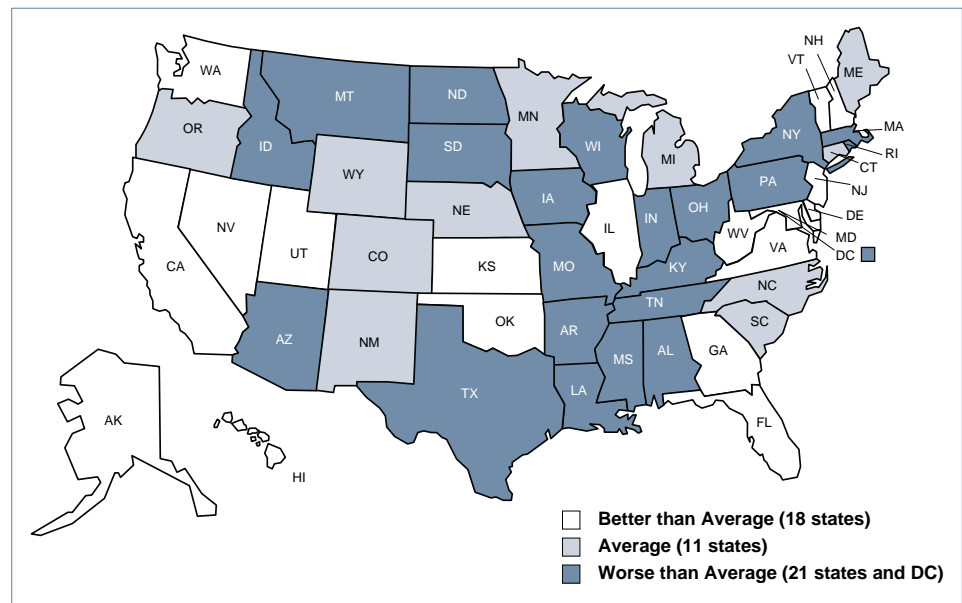 NH
VT
WA
ME
MT
ND
MN
OR
MA
NY
ID
WI
SD
RI
MI
CT
WY
PA
NJ
IA
NE
OH
DE
IN
NV
IL
WV
MD
UT
VA
CO
DC
CA
KS
MO
KY
NC
TN
OK
SC
AR
AZ
NM
GA
AL
MS
TX
LA
AK
FL
HI
Better than Average (18 states)
Average (11 states)
Worse than Average (21 states and DC)